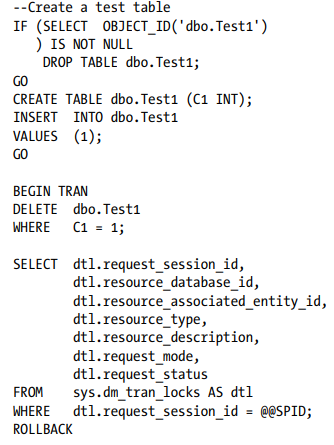 --Create a test table
IF (SELECT  OBJECT_ID('dbo.Test1')
   ) IS NOT NULL
    DROP TABLE dbo.Test1;
GO
CREATE TABLE dbo.Test1 (C1 INT);
INSERT  INTO dbo.Test1
VALUES  (1);
GO

BEGIN TRAN
DELETE  dbo.Test1
WHERE   C1 = 1;

SELECT  dtl.request_session_id,
        dtl.resource_database_id,
        dtl.resource_associated_entity_id,
        dtl.resource_type,
        dtl.resource_description,
        dtl.request_mode,
        dtl.request_status
FROM    sys.dm_tran_locks AS dtl
WHERE   dtl.request_session_id = @@SPID;
ROLLBACK